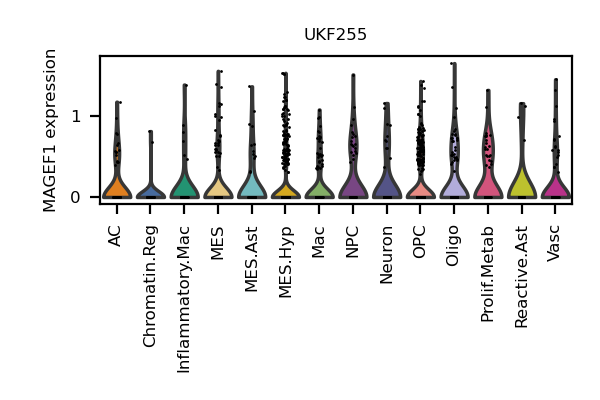 UKF255
MAGEF1 expression
1
0
AC
Chromatin.Reg
Inflammatory.Mac
MES
MES.Ast
MES.Hyp
Mac
NPC
Neuron
OPC
Oligo
Prolif.Metab
Reactive.Ast
Vasc